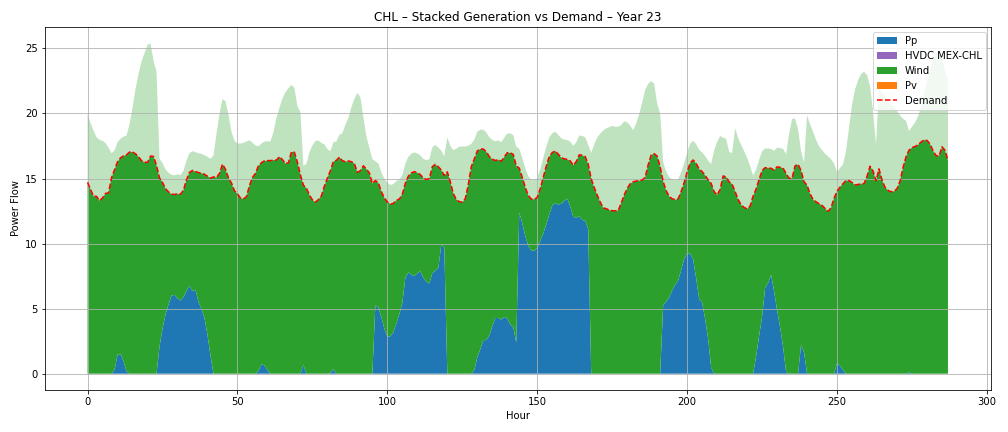 CHL – Stacked Generation vs Demand – Year 23
Pp
HVDC MEX-CHL
Wind
Pv
Demand
Power Flow
25
20
15
10
5
0
0 50 100 150 200 250 300
Hour